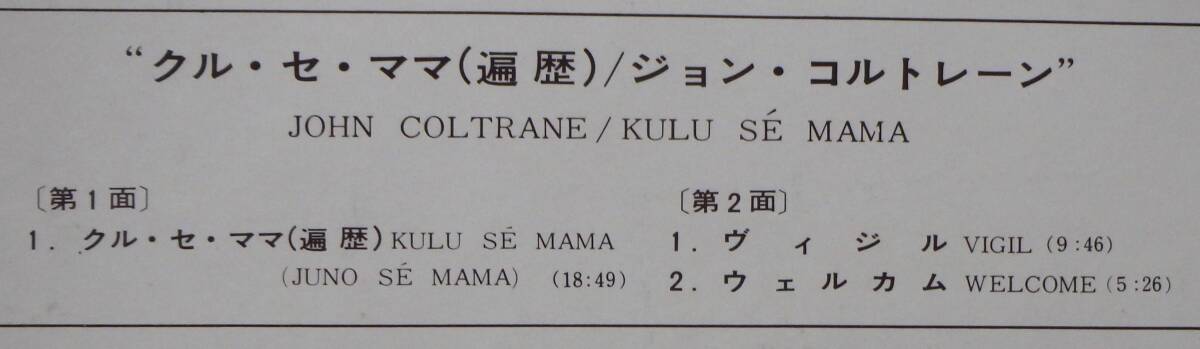 “クル・セ・ママ(遍歴)/ジョン・コルトレーン”
JOHN COLTRANE/KULU SÉ MAMA
〔第1面〕
1. クル・セ・ママ(遍歴) KULU SÉ MAMA
(JUNO SÉ MAMA) (18:49)
〔第2面〕
1. ヴィジル VIGIL (9:46)
2. ウェルカム WELCOME (5:26)